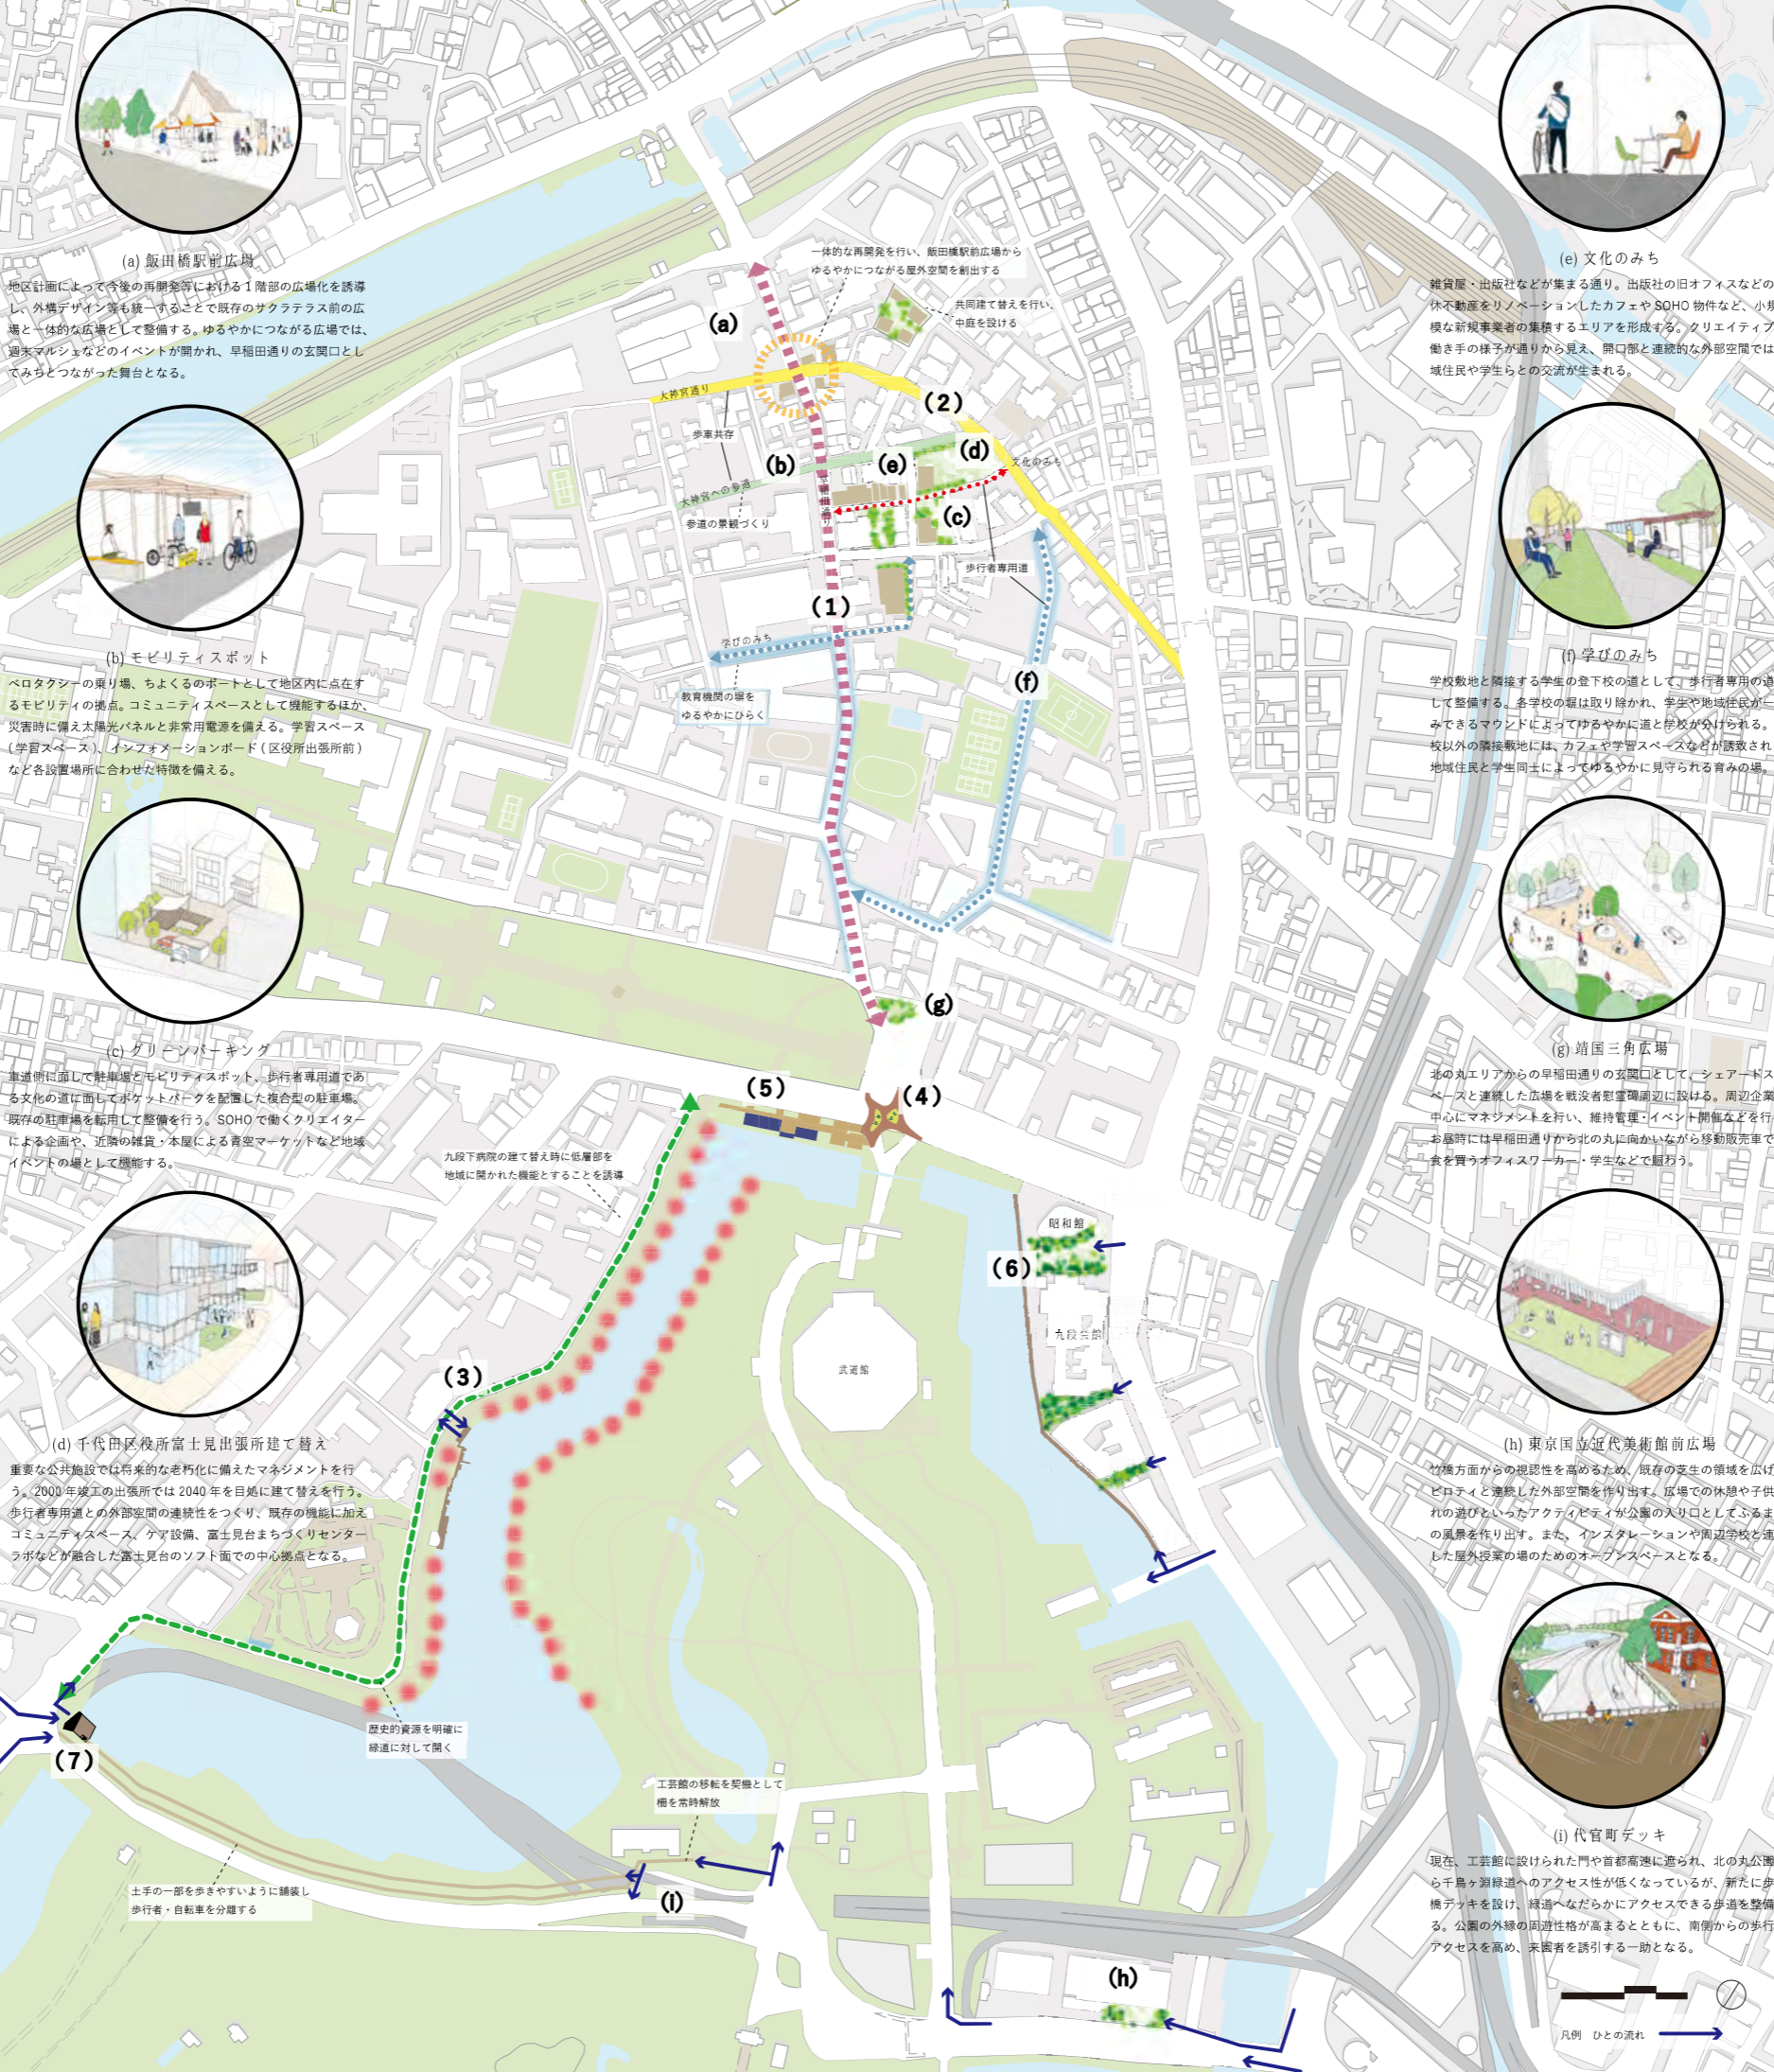 (a) 飯田橋駅前広場
地区計画によって今後の再開発等における1階部の広場化を誘導
し、外構デザイン等も統一することで既存のサクラテラス前の広
場と一体的な広場として整備する。ゆるやかにつながる広場では、
週末マルシェなどのイベントが開かれ、早稲田通りの玄関口とし
てみちとつながった舞台となる。
(b) モビリティスポット
ベロタクシーの乗り場、ちよくるのポートとして地区内に点在す
るモビリティの拠点。コミュニティスペースとして機能するほか、
災害時に備え太陽光パネルと非常用電源を備える。学習スペース
(学習スペース)、インフォメーションボード(区役所出張所前)
など各設置場所に合わせた特徴を備える。
(c) グリーンパーキング
車道側に面して駐車場とモビリティスポット、歩行者専用道であ
る文化の道に面してポケットパークを配置した複合型の駐車場。
既存の駐車場を転用して整備を行う。SOHOで働くクリエイター
による企画や、近隣の雑貨・本屋による青空マーケットなど地域
イベントの場として機能する。
(d) 千代田区役所富士見出張所建て替え
重要な公共施設では将来的な老朽化に備えたマネジメントを行
う。2000年竣工の出張所では2040年を目処に建て替えを行う。
歩行者専用道との外部空間の連続性をつくり、既存の機能に加え
コミュニティスペース、ケア設備、富士見台まちづくりセンター
ラボなどが融合した富士見台のソフト面での中心拠点となる。
一体的な再開発を行い、飯田橋駅前広場から
ゆるやかにつながる屋外空間を創出する
共同建て替えを行い、
中庭を設ける
(a)
大神宮通り
(2)
歩車共存
(b)
(e)
(d)
文化のみち
大神宮への参道
早稲田通り
参道の景観づくり
(c)
歩行者専用道
(1)
学びのみち
(f)
教育機関の塀を
ゆるやかにひらく
(g)
(5)
(4)
九段下病院の建て替え時に低層部を
地域に開かれた機能とすることを誘導
昭和館
(6)
九段会館
武道館
(3)
歴史的資源を明確に
緑道に対して開く
(7)
工芸館の移転を契機として
柵を常時解放
土手の一部を歩きやすいように舗装し
歩行者・自転車を分離する
(i)
(h)
(e) 文化のみち
雑貨屋・出版社などが集まる通り。出版社の旧オフィスなどの
休不動産をリノベーションしたカフェやSOHO物件など、小規
模な新規事業者の集積するエリアを形成する。クリエイティブ
働き手の様子が通りから見え、開口部と連続的な外部空間では
域住民や学生らとの交流が生まれる。
(f) 学びのみち
学校敷地と隣接する学生の登下校の道として、歩行者専用の道
して整備する。各学校の塀は取り除かれ、学生や地域住民が一
みできるマウンドによってゆるやかに道と学校が分けられる。
校以外の隣接敷地には、カフェや学習スペースなどが誘致され
地域住民と学生同士によってゆるやかに見守られる育みの場。
(g) 靖国三角広場
北の丸エリアからの早稲田通りの玄関口として、シェアードス
ペースと連続した広場を戦没者慰霊碑周辺に設ける。周辺企業
中心にマネジメントを行い、維持管理・イベント開催などを行
お昼時には早稲田通りから北の丸に向かいながら移動販売車で
食を買うオフィスワーカー・学生などで賑わう。
(h) 東京国立近代美術館前広場
竹橋方面からの視認性を高めるため、既存の芝生の領域を広げ
ピロティと連続した外部空間を作り出す。広場での休憩や子供
れの遊びといったアクティビティが公園の入り口としてふるま
の風景を作り出す。また、インスタレーションや周辺学校と連
した屋外授業の場のためのオープンスペースとなる。
(i) 代官町デッキ
現在、工芸館に設けられた門や首都高速に遮られ、北の丸公園
ら千鳥ヶ淵緑道へのアクセス性が低くなっているが、新たに歩
橋デッキを設け、緑道へなだらかにアクセスできる歩道を整備
る。公園の外縁の周遊性格が高まるとともに、南側からの歩行
アクセスを高め、来園者を誘引する一助となる。
凡例 ひとの流れ